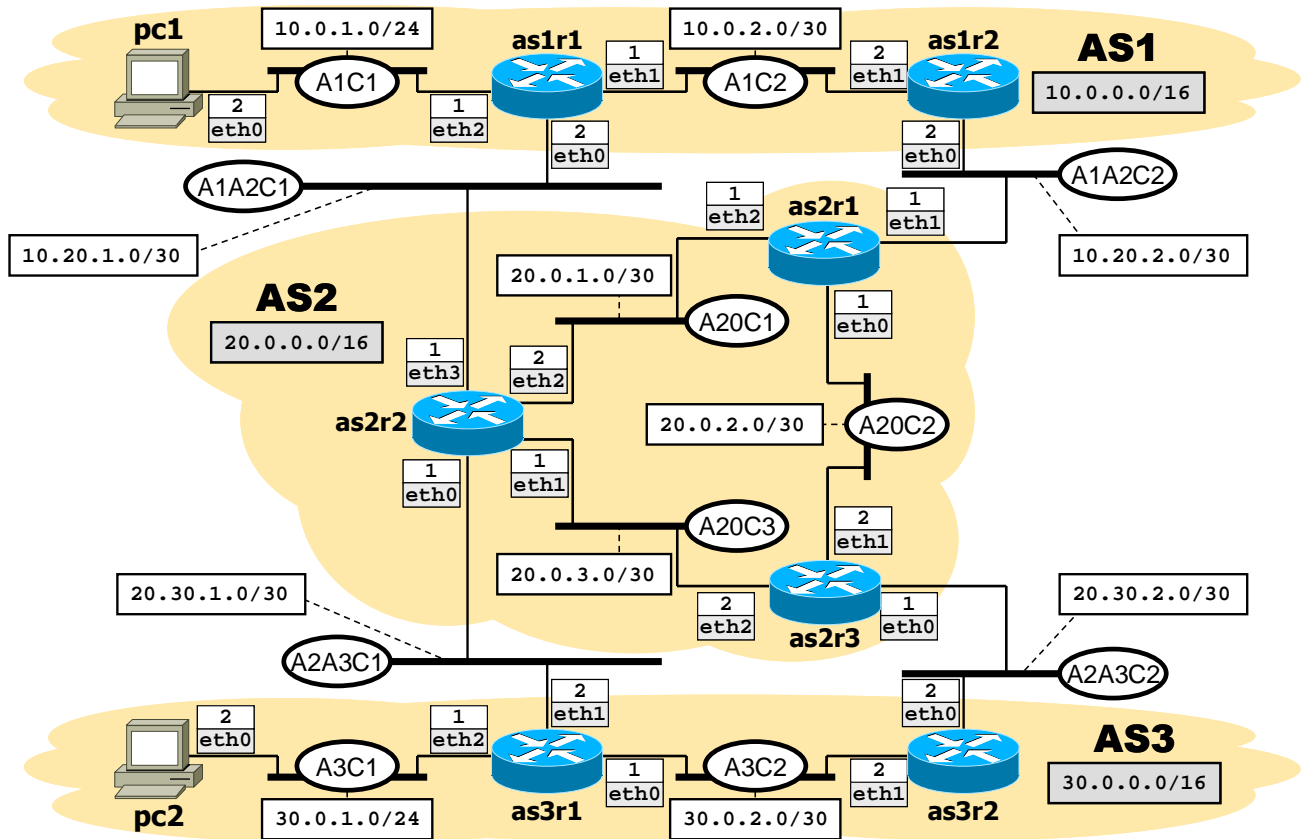 pc1
10.0.1.0/24
as1r1
10.0.2.0/30
as1r2
AS1
10.0.0.0/16
A1C1
A1C2
2
eth0
1
eth2
1
eth1
2
eth1
2
eth0
2
eth0
A1A2C1
A1A2C2
10.20.1.0/30
10.20.2.0/30
1
eth2
as2r1
1
eth1
1
eth0
AS2
20.0.0.0/16
20.0.1.0/30
A20C1
1
eth3
2
eth2
as2r2
20.0.2.0/30
A20C2
1
eth0
1
eth1
A20C3
20.0.3.0/30
2
eth1
2
eth2
as2r3
1
eth0
20.30.1.0/30
20.30.2.0/30
A2A3C1
A2A3C2
2
eth0
1
eth2
2
eth1
2
eth0
AS3
30.0.0.0/16
A3C1
A3C2
1
eth0
2
eth1
pc2
30.0.1.0/24
as3r1
30.0.2.0/30
as3r2